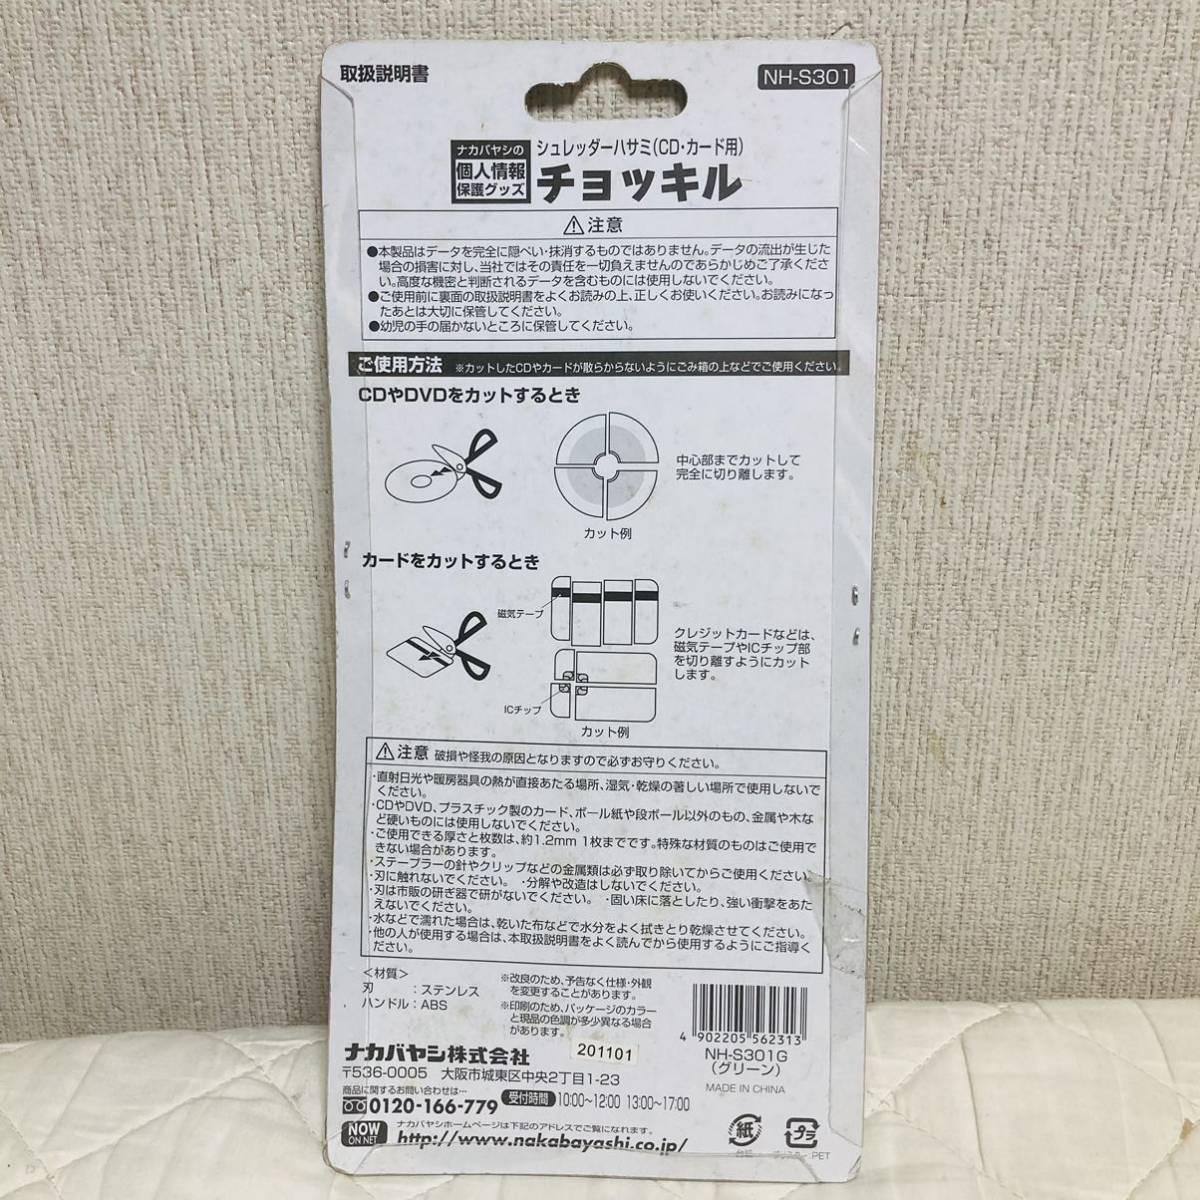 取扱説明書
NH-S301
ナカバヤシの
個人情報
保護グッズ
シュレッダーハサミ(CD・カード用)
チョッキル
⚠注意
●本製品はデータを完全に隠ぺい・抹消するものではありません。データの流出が生じた
場合の損害に対し、当社ではその責任を一切負えませんのであらかじめご了承くださ
い。高度な機密と判断されるデータを含むものには使用しないでください。
●ご使用前に裏面の取扱説明書をよくお読みの上、正しくお使いください。お読みになっ
たあとは大切に保管してください。
●幼児の手の届かないところに保管してください。
ご使用方法 ※カットしたCDやカードが散らからないようにごみ箱の上などでご使用ください。
CDやDVDをカットするとき
中心部までカットして
完全に切り離します。
カット例
カードをカットするとき
磁気テープ
クレジットカードなどは、
磁気テープやICチップ部
を切り離すようにカット
します。
ICチップ
カット例
⚠注意 破損や怪我の原因となりますので必ずお守りください。
・直射日光や暖房器具の熱が直接あたる場所、湿気・乾燥の著しい場所で使用しないで
ください。
・CDやDVD、プラスチック製のカード、ボール紙や段ボール以外のもの、金属や木な
ど硬いものには使用しないでください。
・ご使用できる厚さと枚数は、約1.2mm 1枚までです。特殊な材質のものはご使用で
きない場合があります。
・ステープラーの針やクリップなどの金属類は必ず取り除いてからご使用ください。
・刃に触れないでください。 ・分解や改造はしないでください。
・刃は市販の研ぎ器で研がないでください。 ・固い床に落としたり、強い衝撃をあた
えないでください。
・水などで濡れた場合は、乾いた布などで水分をよく拭きとり乾燥させてください。
・他の人が使用する場合は、本取扱説明書をよく読んでから使用するようにご指導く
ださい。
<材質>
刃 :ステンレス
ハンドル:ABS
※改良のため、予告なく仕様・外観
を変更することがあります。
※印刷のため、パッケージのカラー
と現品の色調が多少異なる場合
があります。
4 902205 562313
NH-S301G
(グリーン)
MADE IN CHINA
201101
ナカバヤシ株式会社
〒536-0005 大阪市城東区中央2丁目1-23
商品に関するお問い合わせは…
0120-166-779 受付時間 10:00~12:00 13:00~17:00
NOW
ON NET
ナカバヤシホームページは下記のアドレスでご覧になれます。
http://www.nakabayashi.co.jp/
紙
プラ
台紙
PET